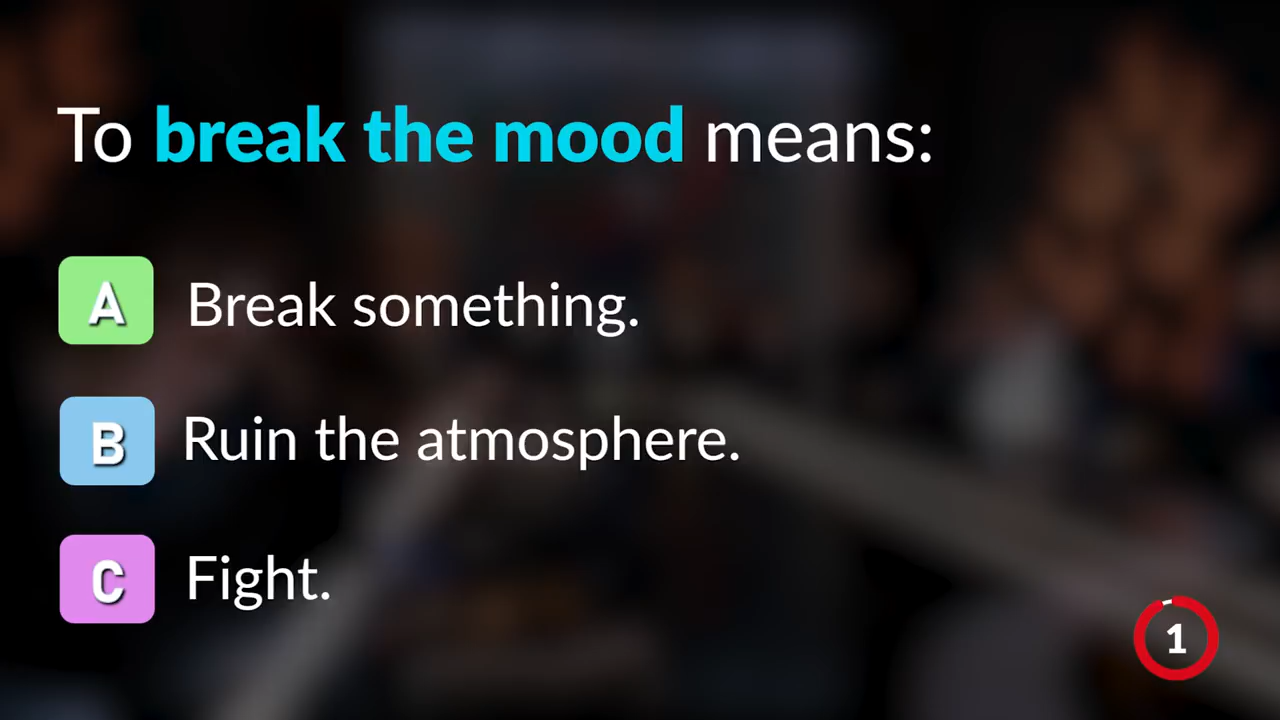 To break the mood means:
A Break something.
B Ruin the atmosphere.
C Fight.
1